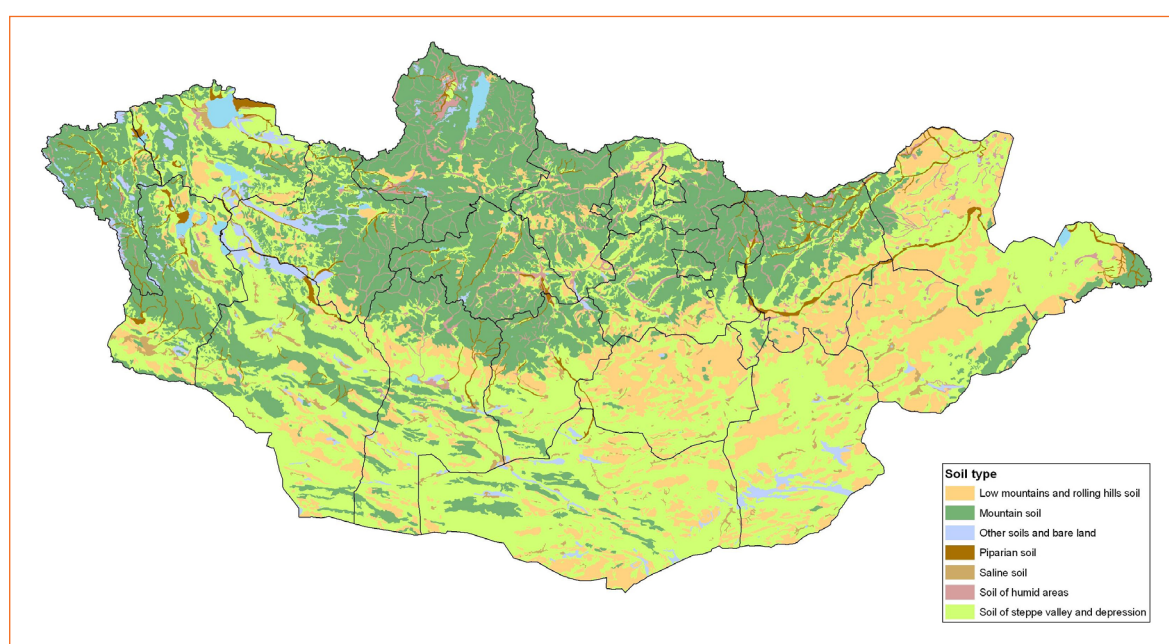 Soil type
Low mountains and rolling hills soil
Mountain soil
Other soils and bare land
Piparian soil
Saline soil
Soil of humid areas
Soil of steppe valley and depression